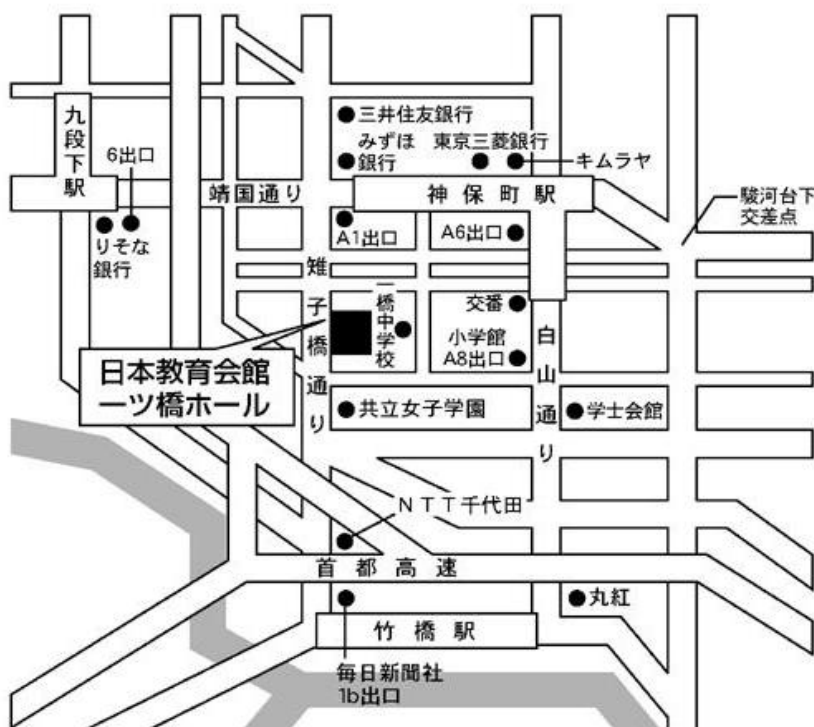 三井住友銀行
九段下駅
6出口
みずほ
銀行
東京三菱銀行
キムラヤ
靖国通り
神保町駅
駿河台下
交差点
りそな
銀行
A1出口
A6出口
雉子橋通り
一橋中学校
交番
小学館
A8出口
白山通り
日本教育会館
一ツ橋ホール
共立女子学園
学士会館
NTT千代田
首都高速
丸紅
竹橋駅
毎日新聞社
1b出口